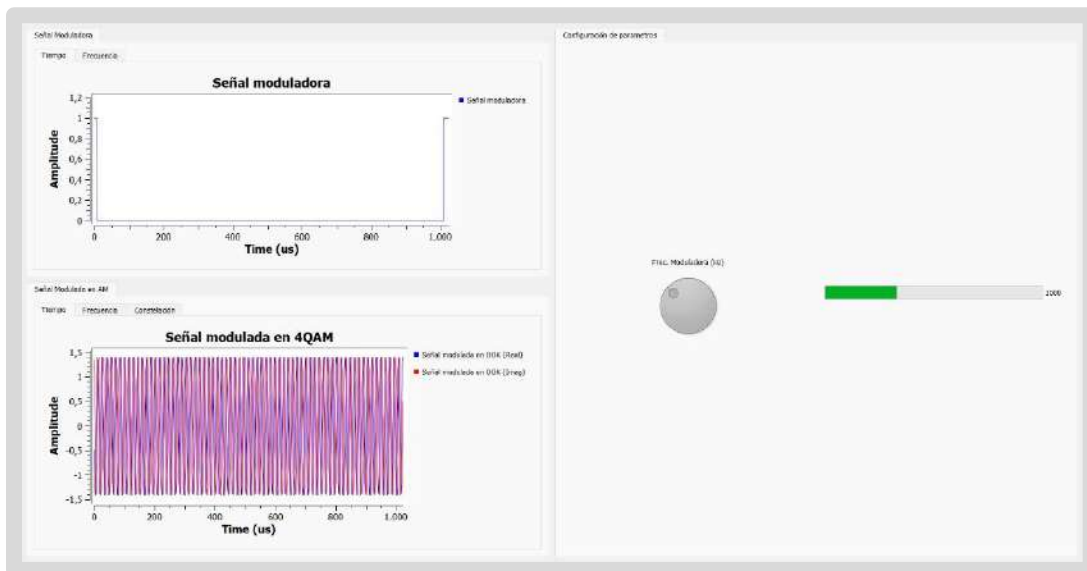 Señal Moduladora
Tiempo
Frecuencia
Señal moduladora
1,2
1
0,8
0,6
0,4
0,2
0
Amplitude
0
200
400
600
800
1.000
Time (us)
Señal moduladora
Señal Modulada en AM
Tiempo
Frecuencia
Constelación
Señal modulada en 4QAM
1,5
1
0,5
0
-0,5
-1
-1,5
Amplitude
0
200
400
600
800
1.000
Time (us)
Señal modulada en OOK (Real)
Señal modulada en OOK (Imag)
Configuración de parametros
Frec. Moduladora (Hz)